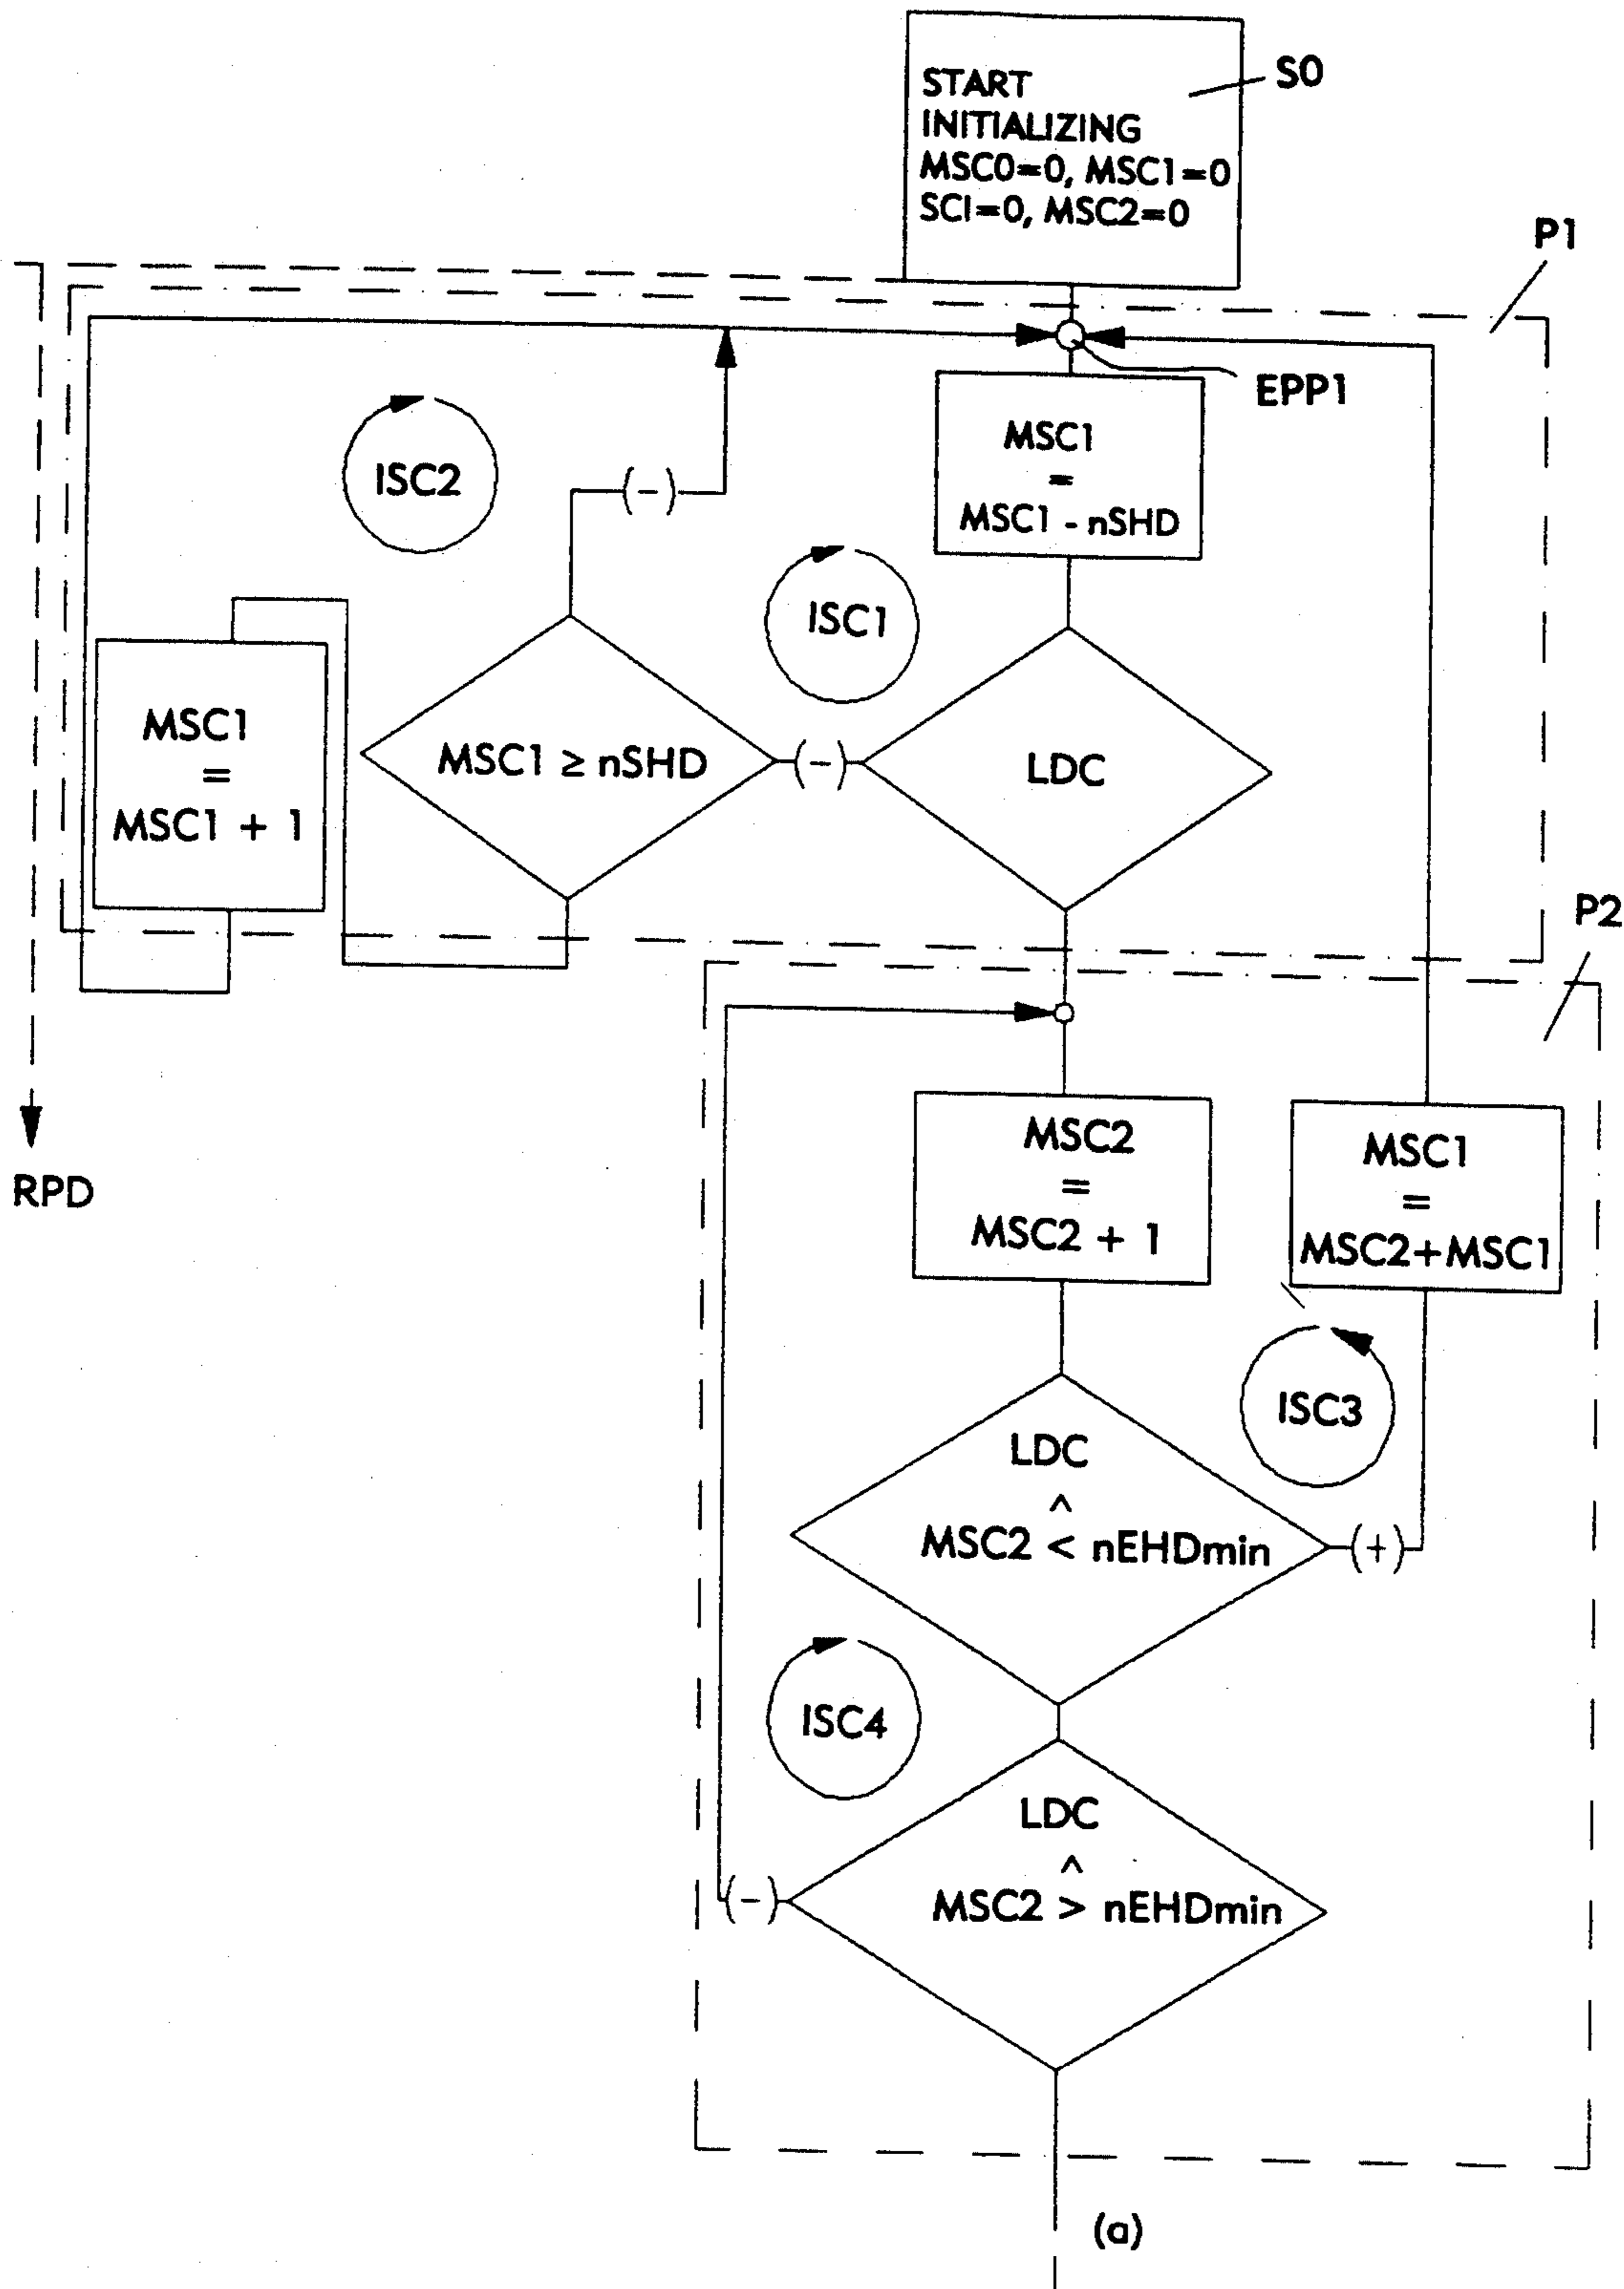 START
INITIALIZING
MSC0=0, MSC1=0
SCI=0, MSC2=0
S0
P1
EPP1
MSC1
=
MSC1 - nSHD
ISC2
(-)
ISC1
MSC1
=
MSC1 + 1
MSC1 ≥ nSHD
(-)
LDC
P2
RPD
MSC2
=
MSC2 + 1
MSC1
=
MSC2+MSC1
ISC3
LDC
^
MSC2 < nEHDmin
(+)
ISC4
LDC
^
MSC2 > nEHDmin
(-)
(a)